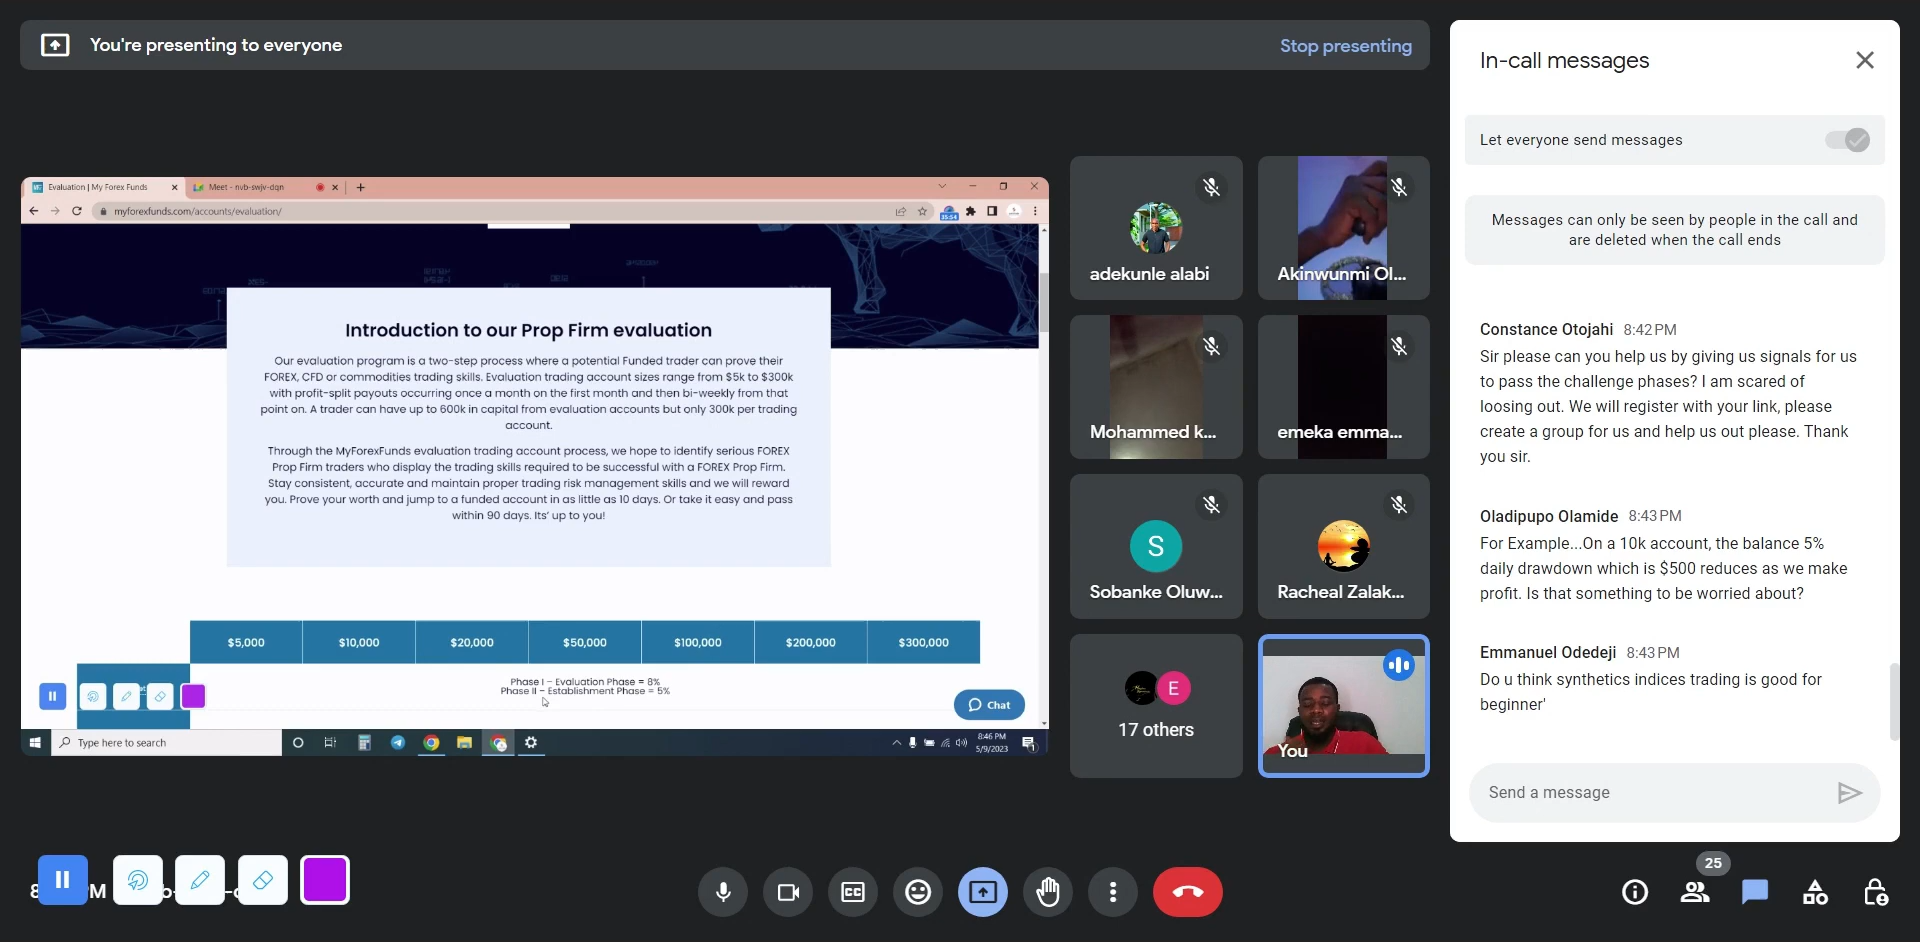 You're presenting to everyone
Stop presenting
Evaluation | My Forex Funds
Meet - nvb-swjv-dqn
myforexfunds.com/accounts/evaluation/
Introduction to our Prop Firm evaluation
Our evaluation program is a two-step process where a potential Funded trader can prove their
FOREX, CFD or commodities trading skills. Evaluation trading account sizes range from $5k to $300k
with profit-split payouts occurring once a month on the first month and then bi-weekly from that
point on. A trader can have up to 600k in capital from evaluation accounts but only 300k per trading
account.
Through the MyForexFunds evaluation trading account process, we hope to identify serious FOREX
Prop Firm traders who display the trading skills required to be successful with a FOREX Prop Firm.
Stay consistent, accurate and maintain proper trading risk management skills and we will reward
you. Prove your worth and jump to a funded account in as little as 10 days. Or take it easy and pass
within 90 days. Its' up to you!
$5,000
$10,000
$20,000
$50,000
$100,000
$200,000
$300,000
Phase I - Evaluation Phase = 8%
Phase II - Establishment Phase = 5%
Chat
Type here to search
8:46 PM
5/9/2023
adekunle alabi
Akinwunmi Ol...
Mohammed k...
emeka emma...
S
Sobanke Oluw...
Racheal Zalak...
E
17 others
You
In-call messages
Let everyone send messages
Messages can only be seen by people in the call and
are deleted when the call ends
Constance Otojahi 8:42 PM
Sir please can you help us by giving us signals for us
to pass the challenge phases? I am scared of
loosing out. We will register with your link, please
create a group for us and help us out please. Thank
you sir.
Oladipupo Olamide 8:43 PM
For Example...On a 10k account, the balance 5%
daily drawdown which is $500 reduces as we make
profit. Is that something to be worried about?
Emmanuel Odedeji 8:43 PM
Do u think synthetics indices trading is good for
beginner'
Send a message
25